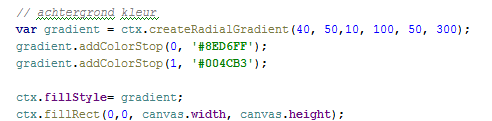 // achtergrond kleur
var gradient = ctx.createRadialGradient(40, 50,10, 100, 50, 300);
gradient.addColorStop(0, '#8ED6FF');
gradient.addColorStop(1, '#004CB3');
ctx.fillStyle= gradient;
ctx.fillRect(0,0, canvas.width, canvas.height);